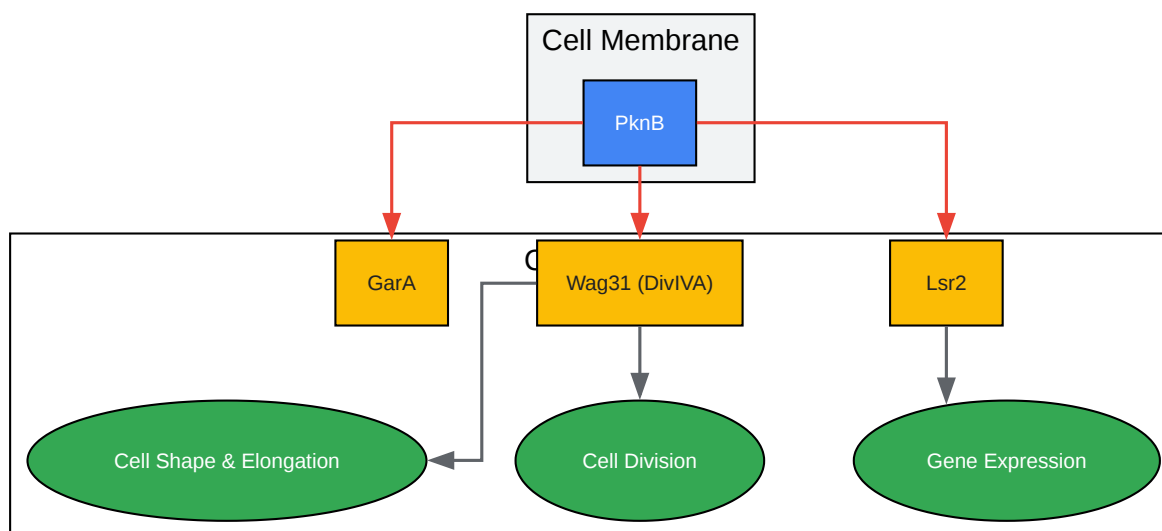 Cell Membrane
PknB
GarA
Wag31 (DivIVA)
Lsr2
Cell Shape & Elongation
Cell Division
Gene Expression